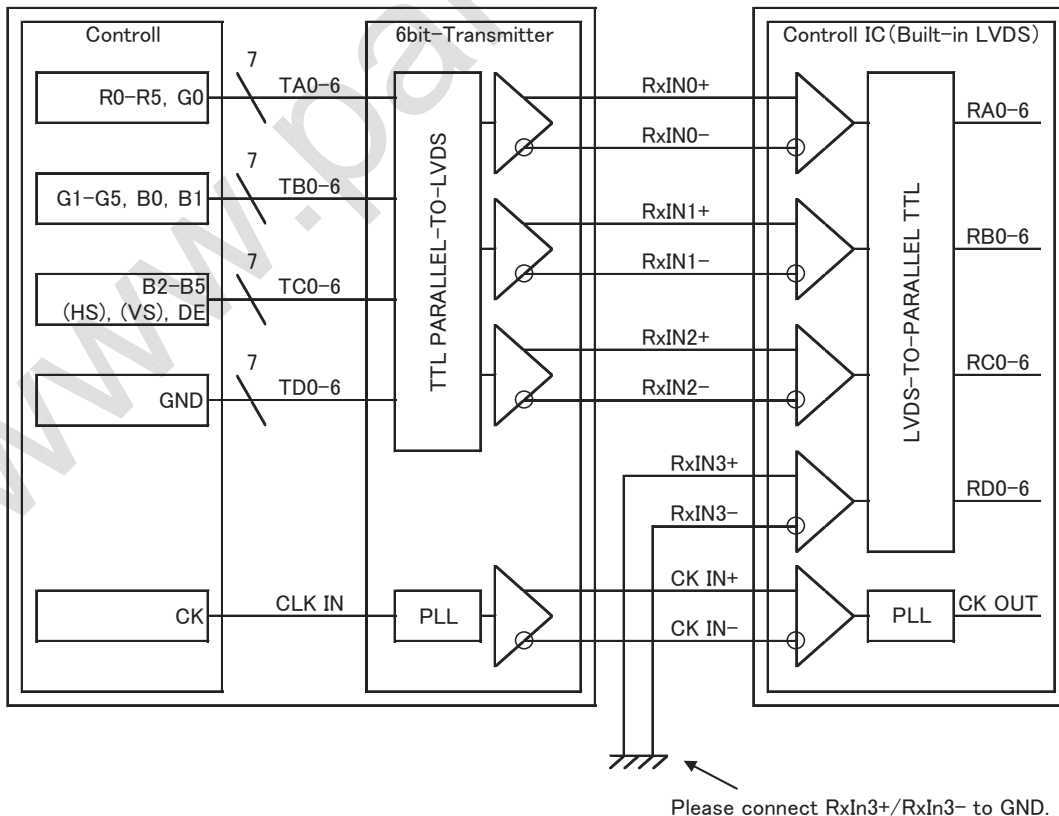 Controll
6bit-Transmitter
Controll IC(Built-in LVDS)
R0-R5, G0
7
TA0-6
G1-G5, B0, B1
7
TB0-6
B2-B5
(HS), (VS), DE
7
TC0-6
GND
7
TD0-6
CK
CLK IN
TTL PARALLEL-TO-LVDS
PLL
RxIN0+
RxIN0-
RxIN1+
RxIN1-
RxIN2+
RxIN2-
RxIN3+
RxIN3-
CK IN+
CK IN-
LVDS-TO-PARALLEL TTL
PLL
RA0-6
RB0-6
RC0-6
RD0-6
CK OUT
Please connect RxIn3+/RxIn3- to GND.
www.pa